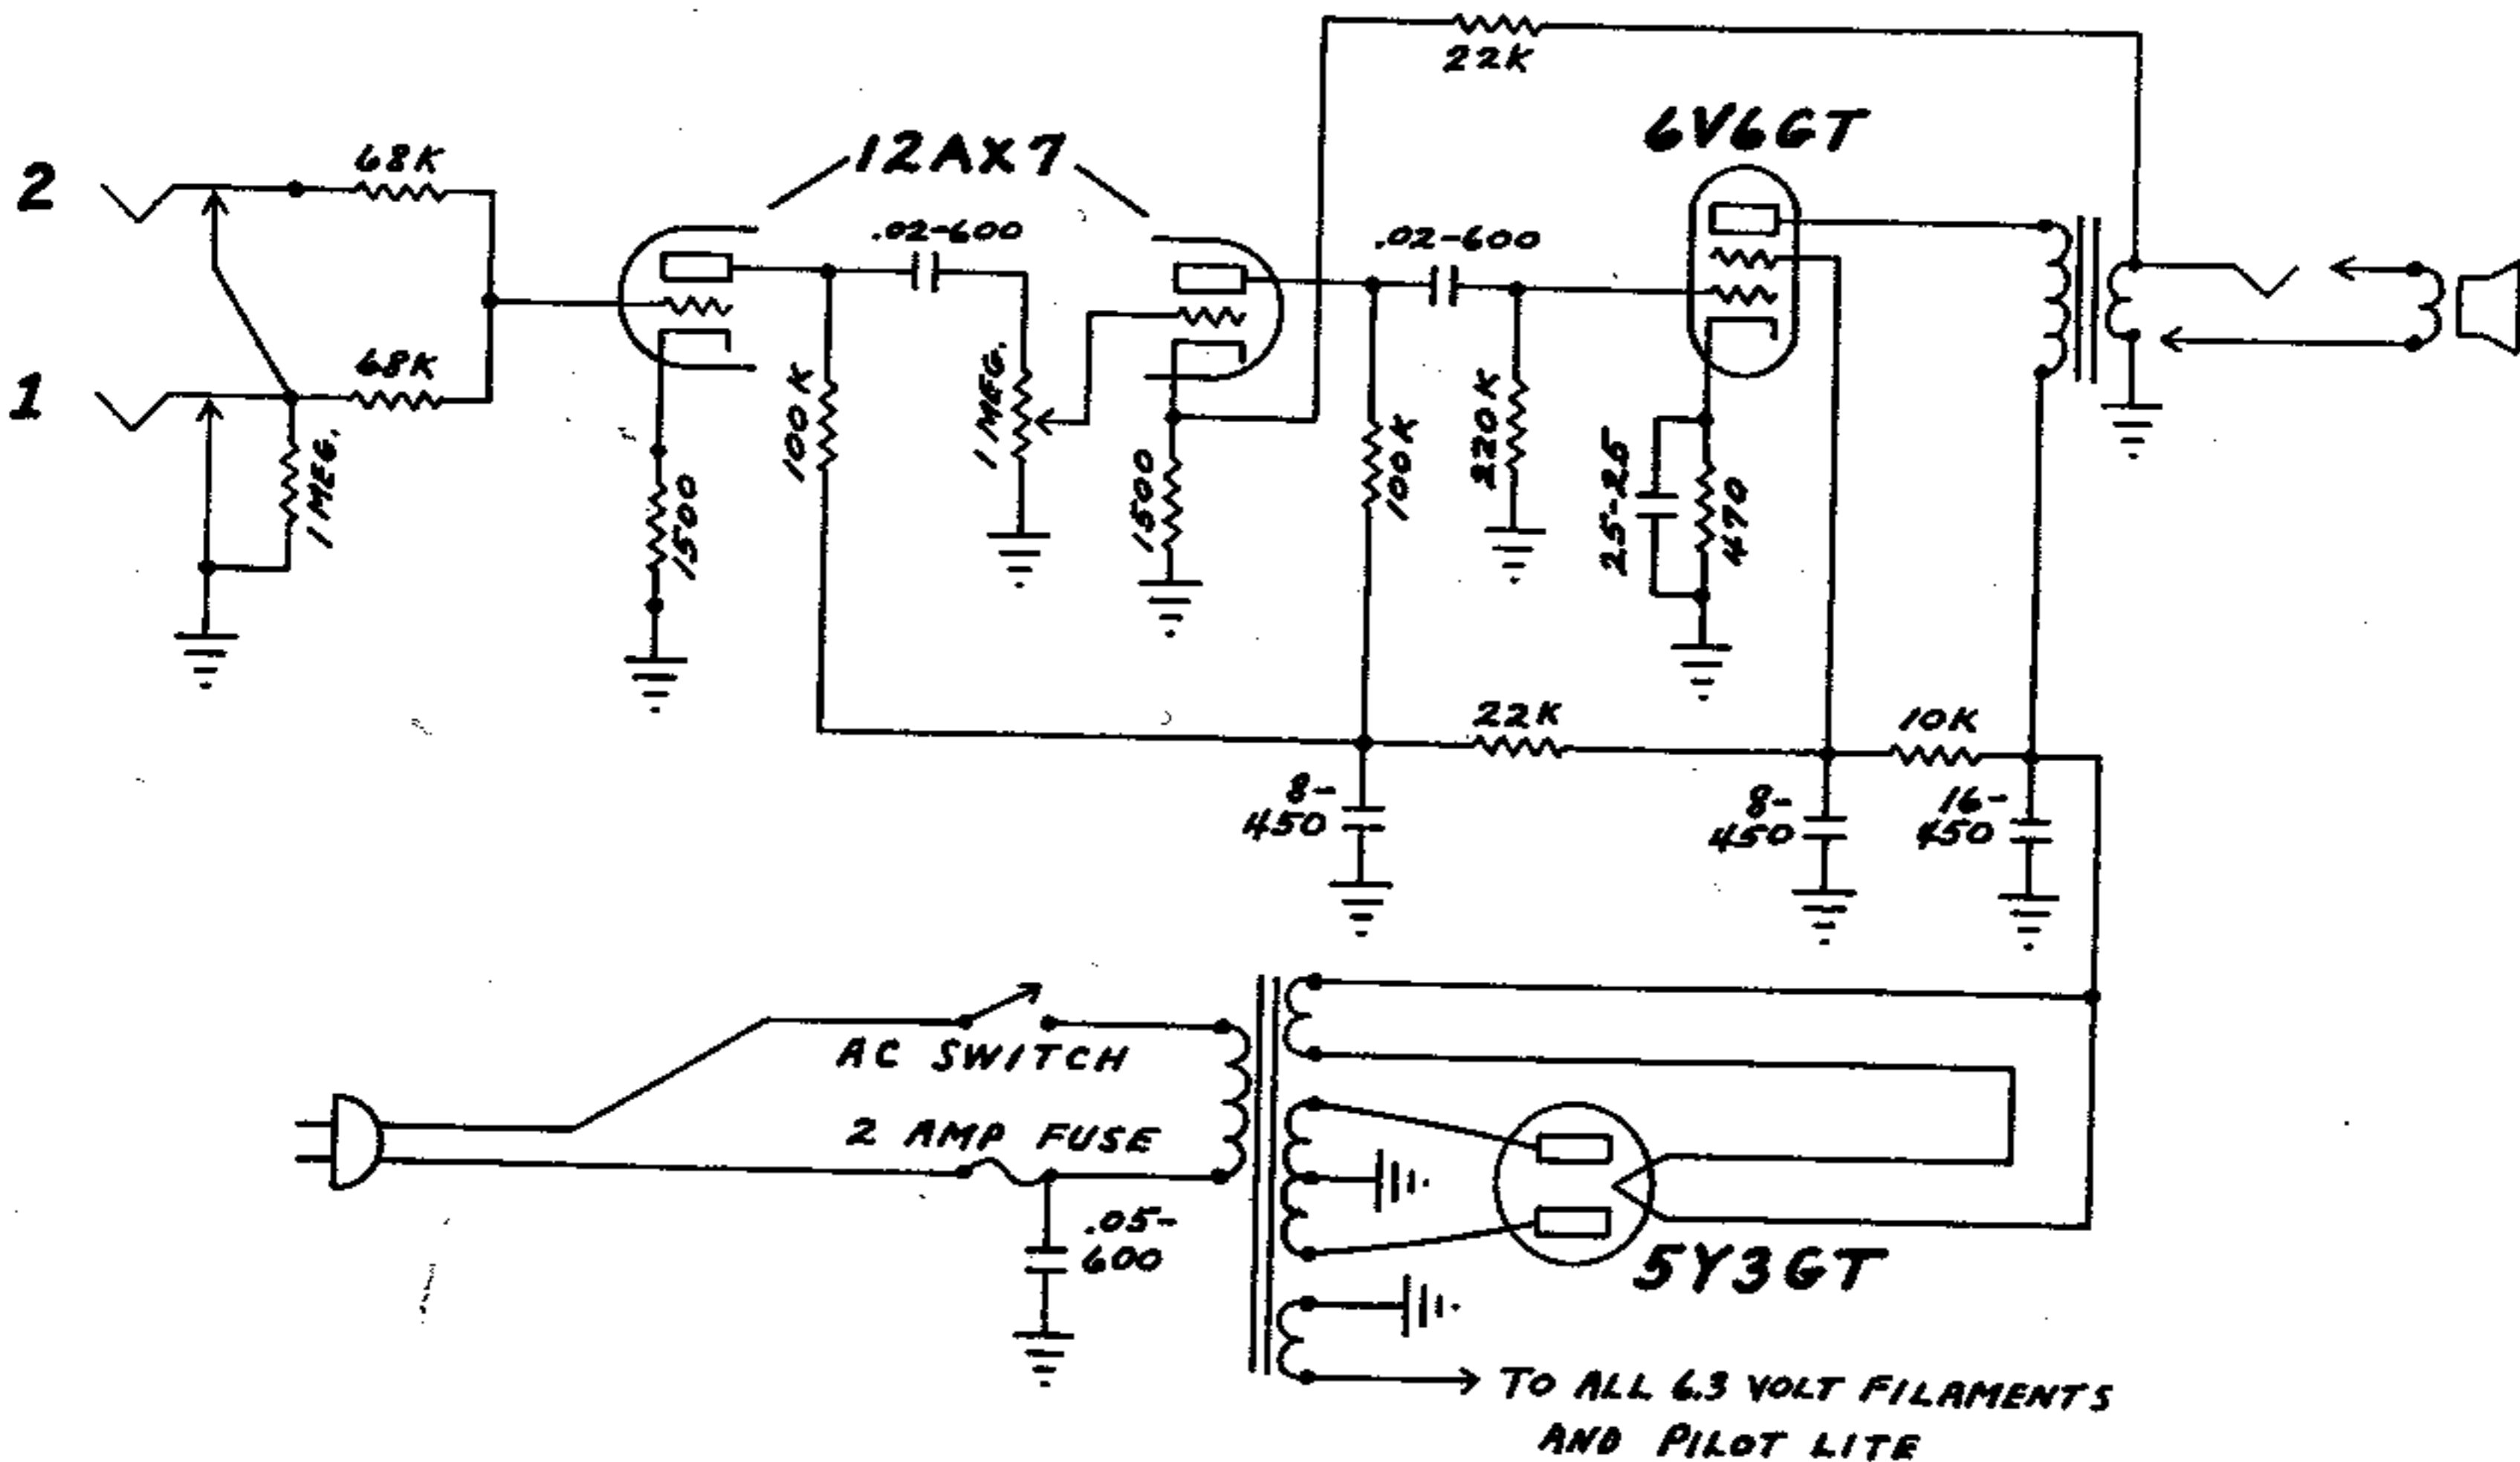 22K
6V6GT
12AX7
2
68K
.02-600
.02-600
1
68K
1 MEG.
1500
100K
1 MEG.
1500
100K
220K
25-25
470
22K
10K
8-
450
8-
450
16-
450
AC SWITCH
2 AMP FUSE
.05-
600
5Y3GT
TO ALL 6.3 VOLT FILAMENTS
AND PILOT LITE